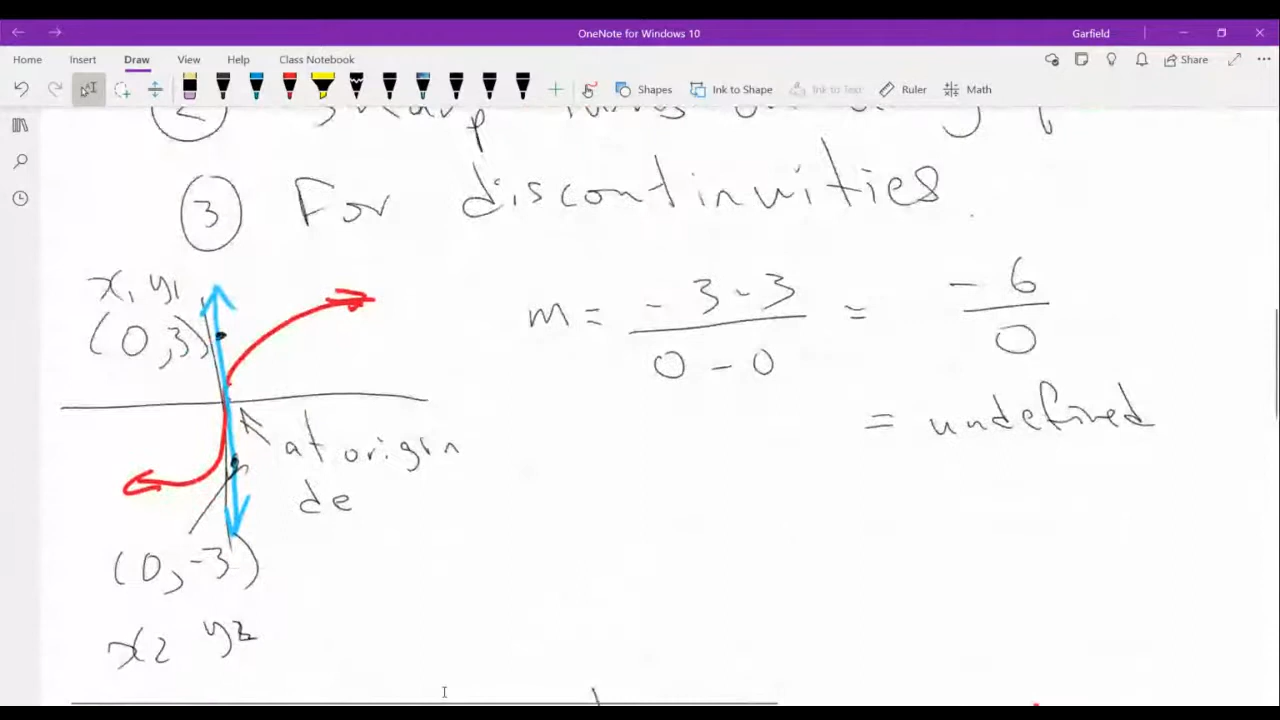 OneNote for Windows 10
Garfield
Home Insert Draw View Help Class Notebook
Share
Shapes Ink to Shape Ink to Text Ruler Math
2
3 For discontinuities.
x1 y1
(0,3)
m = -3-3 / 0-0 = -6 / 0
= undefined
at origin
de
(0,-3)
x2 y2